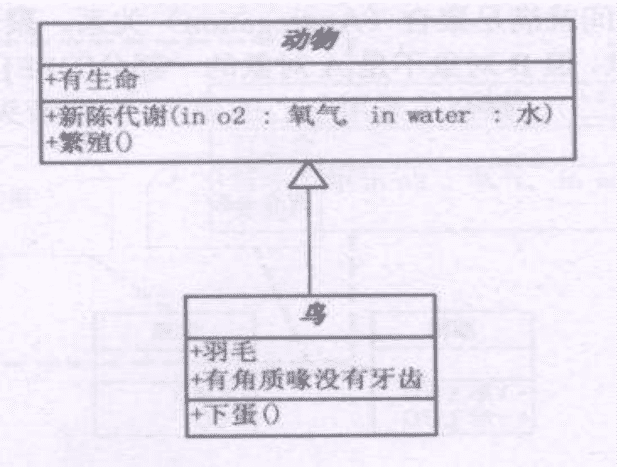 动物
+有生命
+新陈代谢(in o2 : 氧气, in water : 水)
+繁殖()
鸟
+羽毛
+有角质喙没有牙齿
+下蛋()